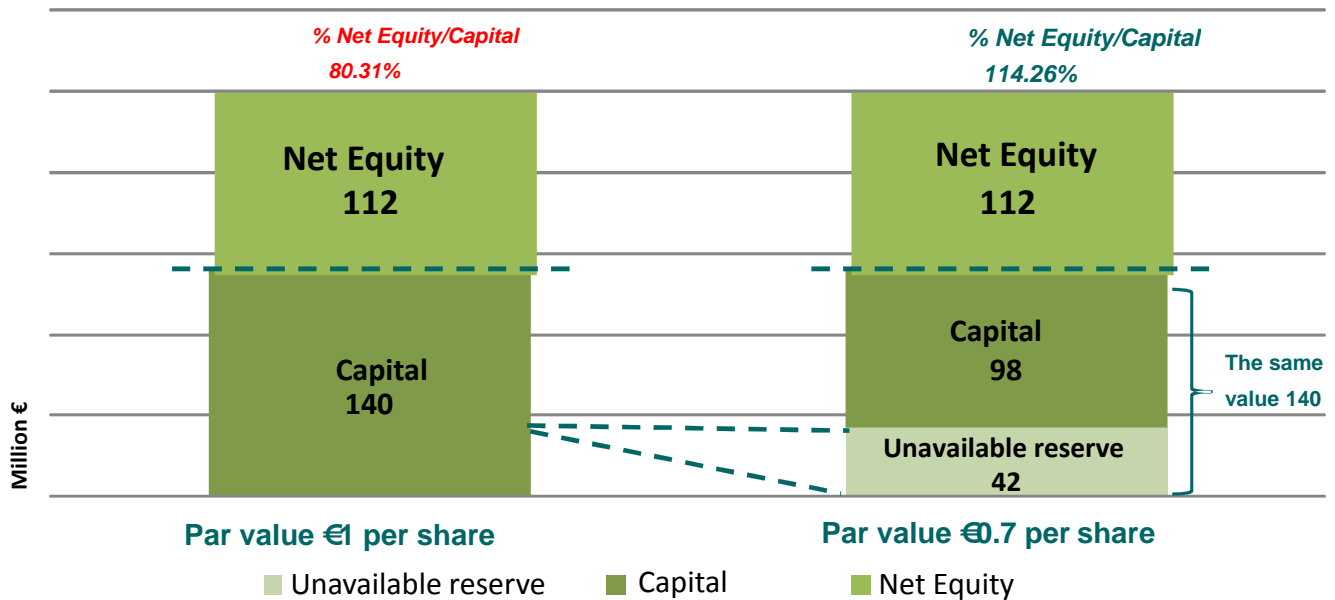 % Net Equity/Capital
80.31%
% Net Equity/Capital
114.26%
Net Equity
112
Net Equity
112
Capital
140
Capital
98
The same
value 140
Unavailable reserve
42
Million €
Par value €1 per share
Par value €0.7 per share
Unavailable reserve
Capital
Net Equity